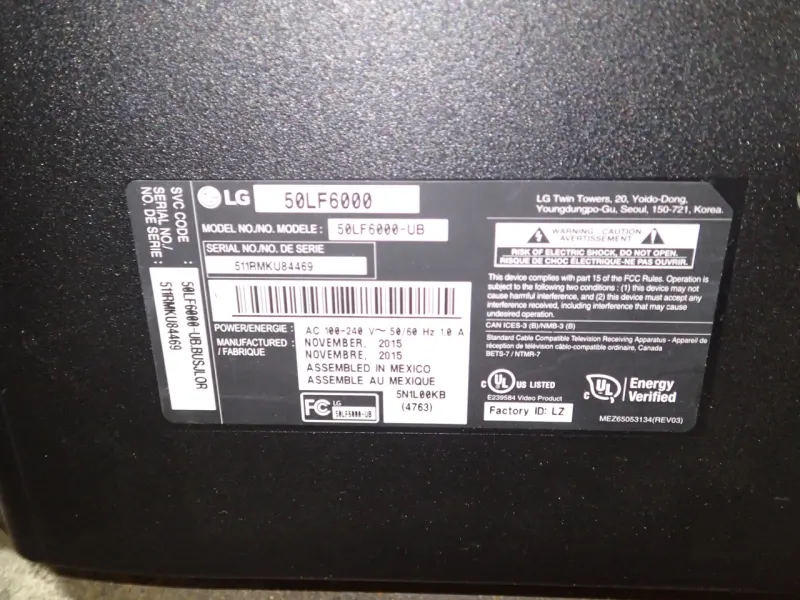 LG 50LF6000
MODEL NO./NO. MODELE : 50LF6000-UB
SERIAL NO./NO. DE SERIE
511RMKU84469
POWER/ENERGIE : AC 100-240 V~ 50/60 Hz 1.0 A
MANUFACTURED : NOVEMBER, 2015
/ FABRIQUE NOVEMBRE, 2015
ASSEMBLED IN MEXICO
ASSEMBLE AU MEXIQUE
FC LG 50LF6000-UB
5N1L00KB
(4763)
SVC CODE : 50LF6000-UB.BUSJLOR
SERIAL NO./
NO. DE SERIE : 511RMKU84469
LG Twin Towers, 20, Yoido-Dong,
Youngdungpo-Gu, Seoul, 150-721, Korea.
WARNING : CAUTION
AVERTISSEMENT :
RISK OF ELECTRIC SHOCK, DO NOT OPEN.
RISQUE DE CHOC ÉLECTRIQUE-NE PAS OUVRIR.
This device complies with part 15 of the FCC Rules. Operation is
subject to the following two conditions : (1) this device may not
cause harmful interference, and (2) this device must accept any
interference received, including interference that may cause
undesired operation.
CAN ICES-3 (B)/NMB-3 (B)
Standard Cable Compatible Television Receiving Apparatus - Appareil de
réception de télévision câblo-compatible ordinaire, Canada
BETS-7 / NTMR-7
C UL US LISTED
E239584 Video Product
Factory ID: LZ
C UL Energy
Verified
MEZ65053134(REV03)